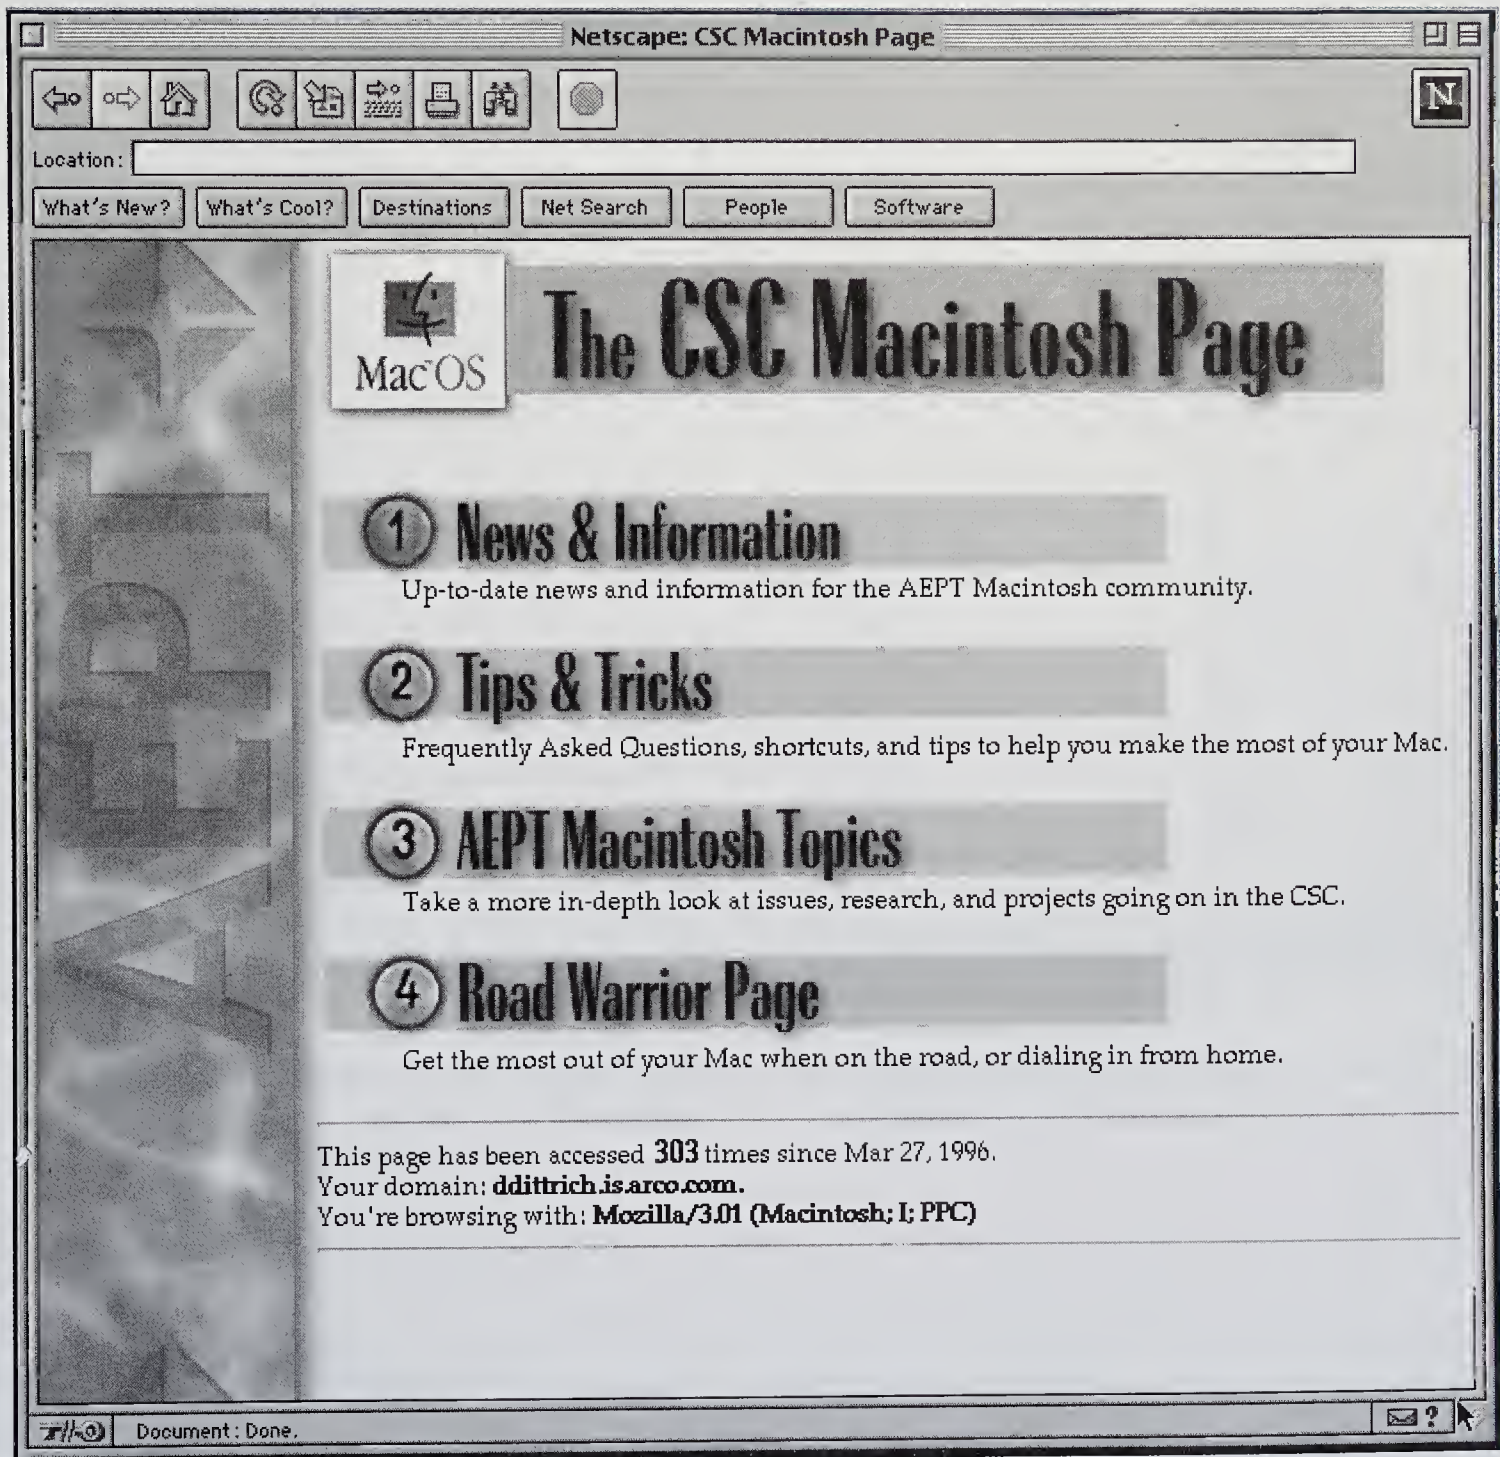 Netscape: CSC Macintosh Page
N
Location:
What's New? What's Cool? Destinations Net Search People Software
AEPT
Mac OS
The CSC Macintosh Page
1 News & Information
Up-to-date news and information for the AEPT Macintosh community.
2 Tips & Tricks
Frequently Asked Questions, shortcuts, and tips to help you make the most of your Mac.
3 AEPT Macintosh Topics
Take a more in-depth look at issues, research, and projects going on in the CSC.
4 Road Warrior Page
Get the most out of your Mac when on the road, or dialing in from home.
This page has been accessed 303 times since Mar 27, 1996.
Your domain: ddittrich.is.arco.com.
You're browsing with: Mozilla/3.01 (Macintosh; I; PPC)
Document: Done.
?